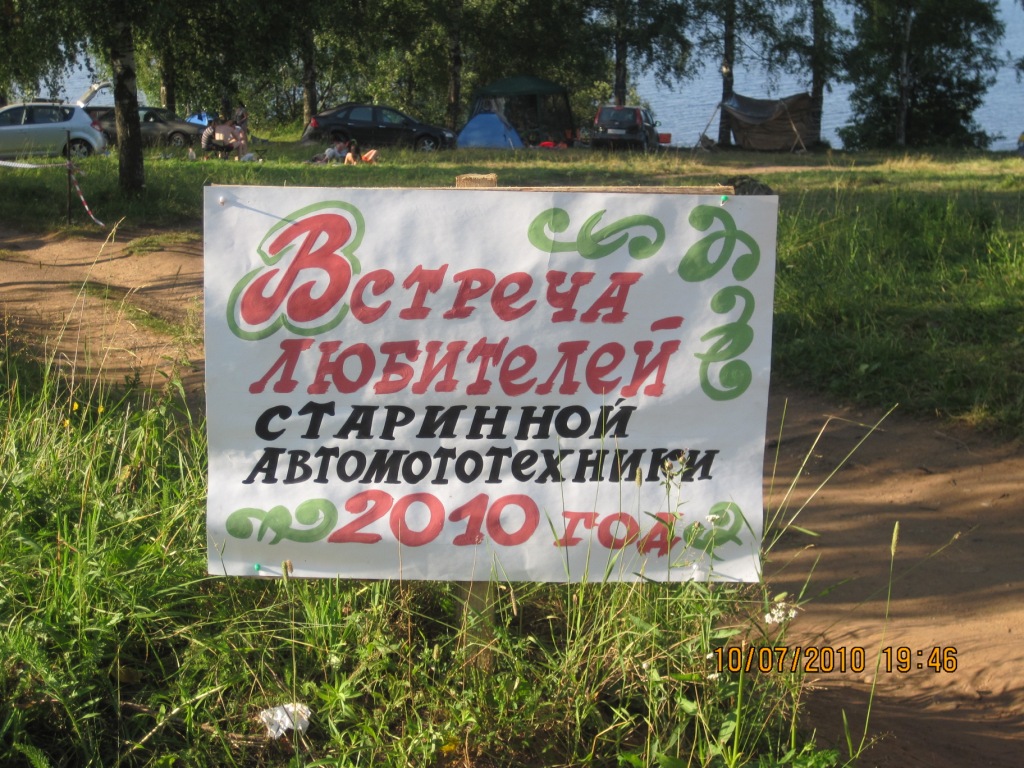 Встреча
любителей
старинной
автомототехники
2010 год
10/07/2010 19:46